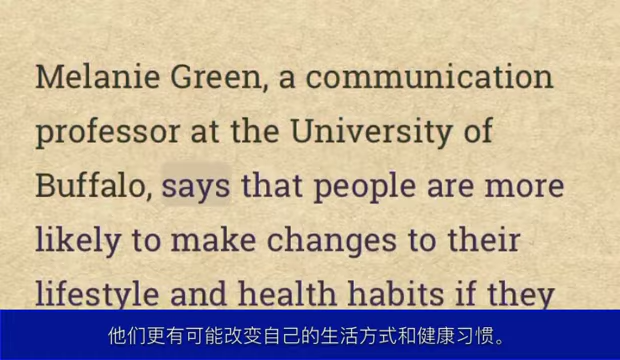 Melanie Green, a communication
professor at the University of
Buffalo, says that people are more
likely to make changes to their
lifestyle and health habits if they
他们更有可能改变自己的生活方式和健康习惯。